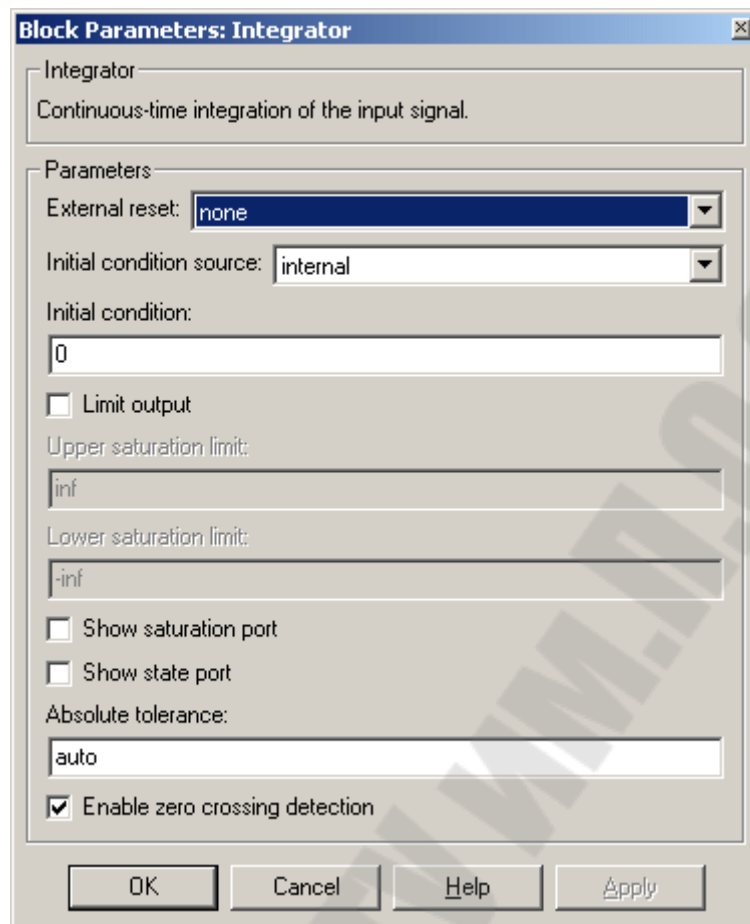 Block Parameters: Integrator
Integrator
Continuous-time integration of the input signal.
Parameters
External reset: none
Initial condition source: internal
Initial condition:
0
Limit output
Upper saturation limit:
inf
Lower saturation limit:
-inf
Show saturation port
Show state port
Absolute tolerance:
auto
Enable zero crossing detection
OK Cancel Help Apply
им.п.о